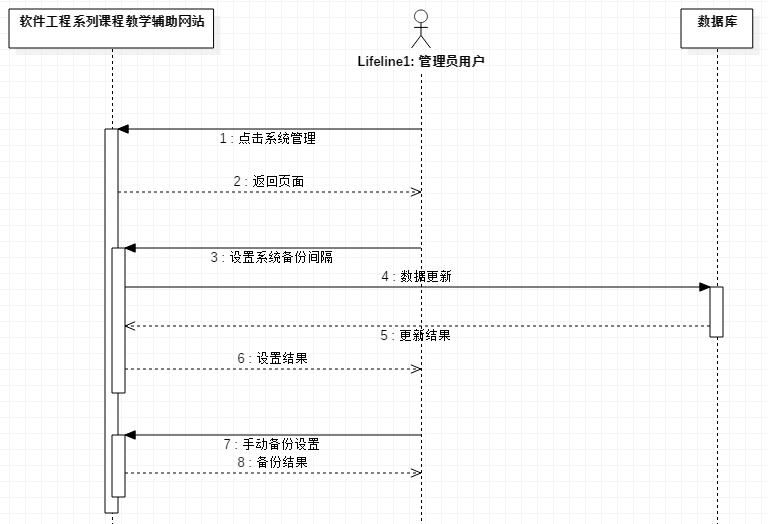 软件工程系列课程教学辅助网站
Lifeline1: 管理员用户
数据库
1 : 点击系统管理
2 : 返回页面
3 : 设置系统备份间隔
4 : 数据更新
5 : 更新结果
6 : 设置结果
7 : 手动备份设置
8 : 备份结果